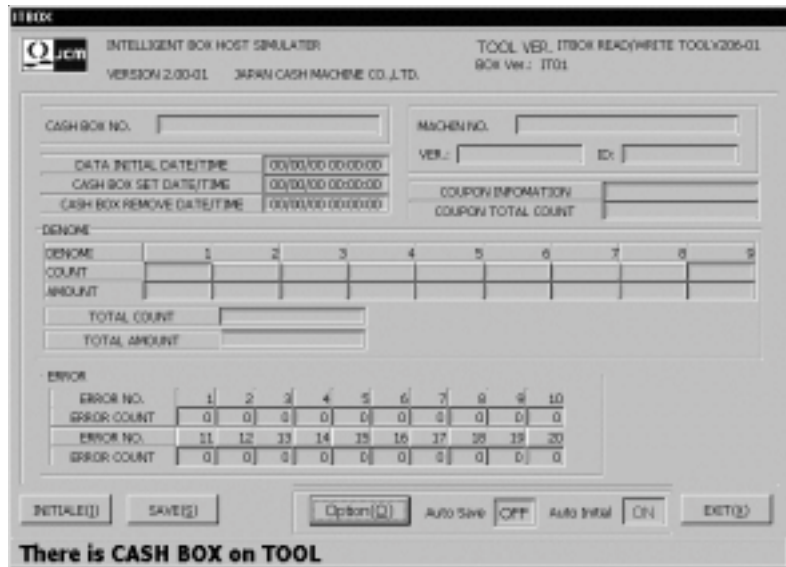 ITBOX
JCM
INTELLIGENT BOX HOST SIMULATER
VERSION 2.00-01 JAPAN CASH MACHINE CO.,LTD.
TOOL VER. ITBOX READ/WRITE TOOLV206-01
BOX Ver.: IT01
CASH BOX NO.
MACHIN NO.
VER.: ID:
DATA INITIAL DATE/TIME 00/00/00 00:00:00
CASH BOX SET DATE/TIME 00/00/00 00:00:00
CASH BOX REMOVE DATE/TIME 00/00/00 00:00:00
COUPON INFOMATION
COUPON TOTAL COUNT
DENOMI
DENOMI 1 2 3 4 5 6 7 8 9
COUNT
AMOUNT
TOTAL COUNT
TOTAL AMOUNT
ERROR
ERROR NO. 1 2 3 4 5 6 7 8 9 10
ERROR COUNT 0 0 0 0 0 0 0 0 0 0
ERROR NO. 11 12 13 14 15 16 17 18 19 20
ERROR COUNT 0 0 0 0 0 0 0 0 0 0
INITIALE(I) SAVE(S) Option(O) Auto Save OFF Auto Initial ON EXIT(X)
There is CASH BOX on TOOL